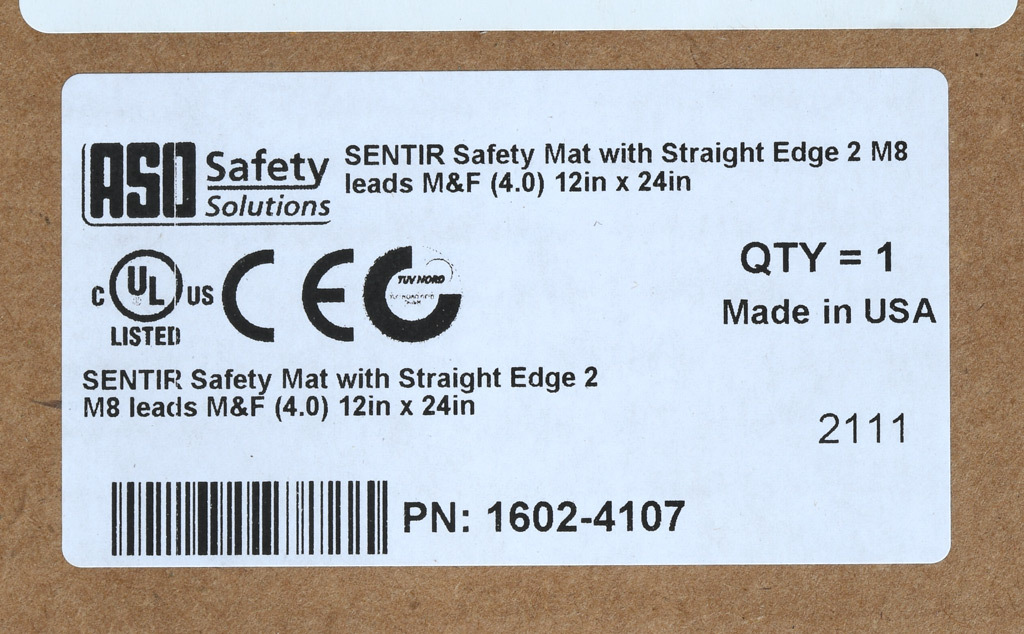 ASO Safety Solutions
SENTIR Safety Mat with Straight Edge 2 M8
leads M&F (4.0) 12in x 24in
C UL US
LISTED
CE
TUV NORD
QTY = 1
Made in USA
SENTIR Safety Mat with Straight Edge 2
M8 leads M&F (4.0) 12in x 24in
2111
PN: 1602-4107